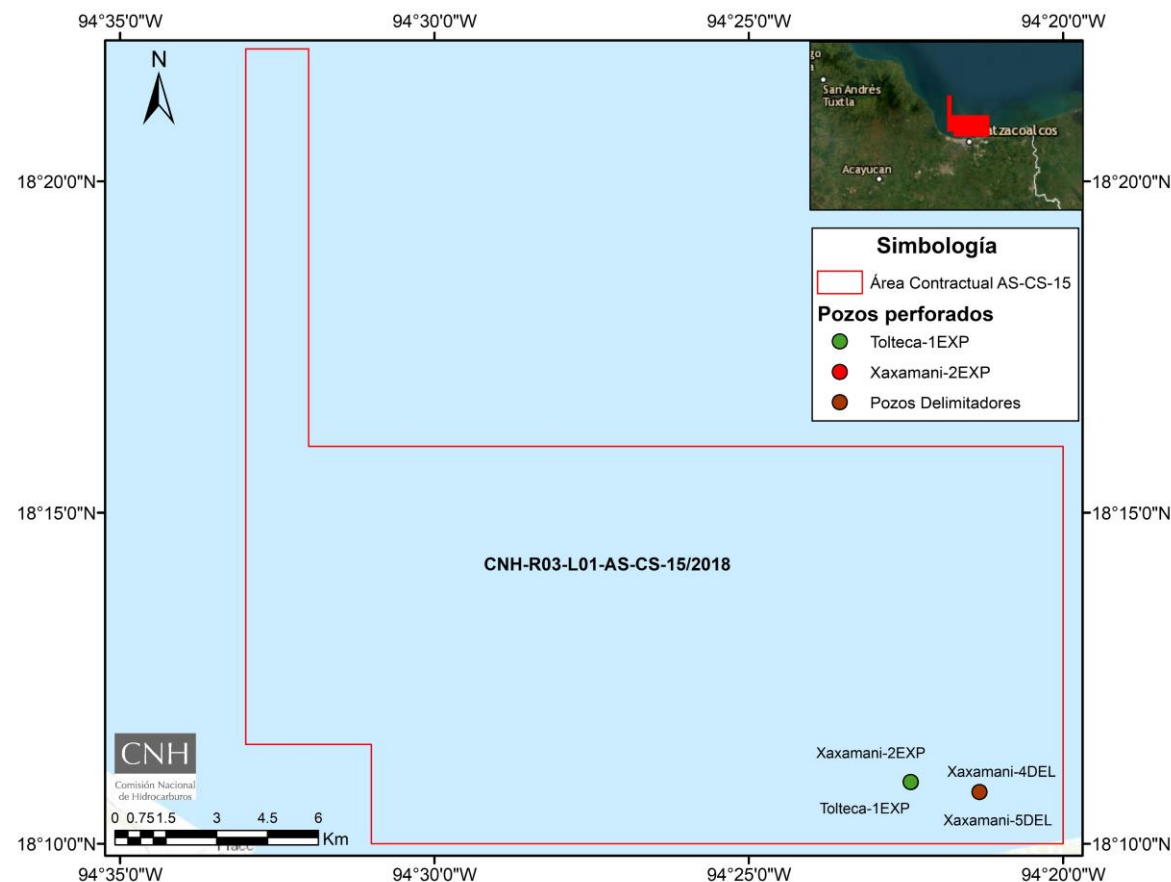 94°35'0"W
94°30'0"W
94°25'0"W
94°20'0"W
N
San Andrés
Tuxtla
atzacoalcos
Acayucan
18°20'0"N
18°20'0"N
Simbología
Área Contractual AS-CS-15
Pozos perforados
Tolteca-1EXP
Xaxamani-2EXP
Pozos Delimitadores
18°15'0"N
18°15'0"N
CNH-R03-L01-AS-CS-15/2018
CNH
Comisión Nacional
de Hidrocarburos
Xaxamani-2EXP
Xaxamani-4DEL
Tolteca-1EXP
Xaxamani-5DEL
0 0.75 1.5 3 4.5 6
Km
18°10'0"N
18°10'0"N
94°35'0"W
94°30'0"W
94°25'0"W
94°20'0"W